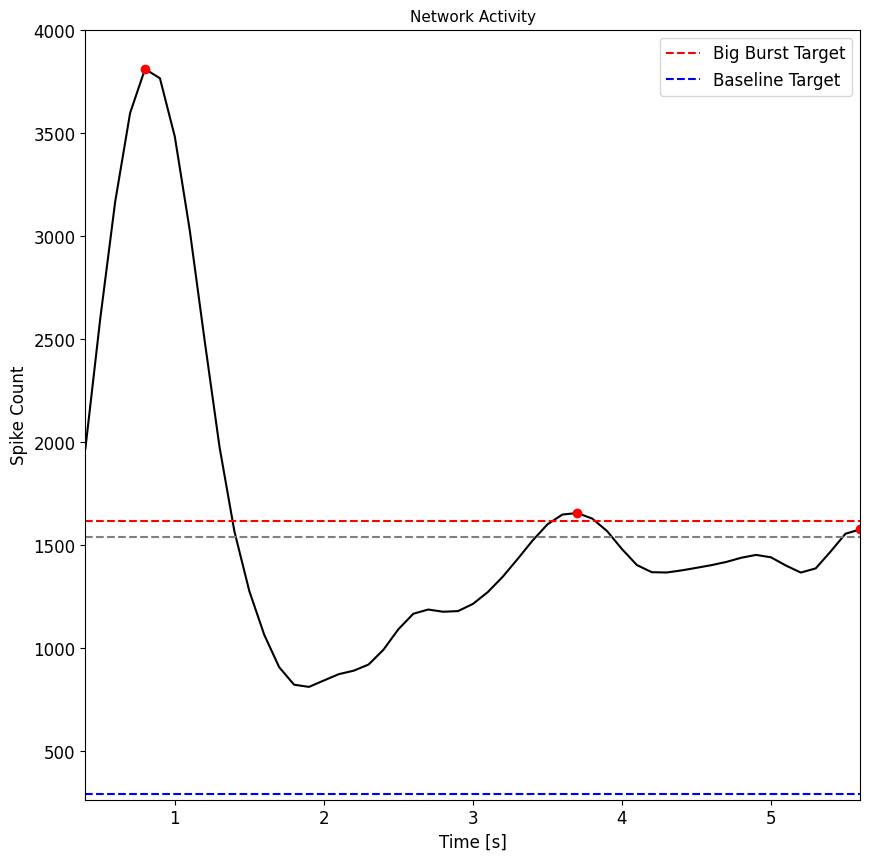 Network Activity
Big Burst Target
Baseline Target
Spike Count
4000
3500
3000
2500
2000
1500
1000
500
1 2 3 4 5
Time [s]